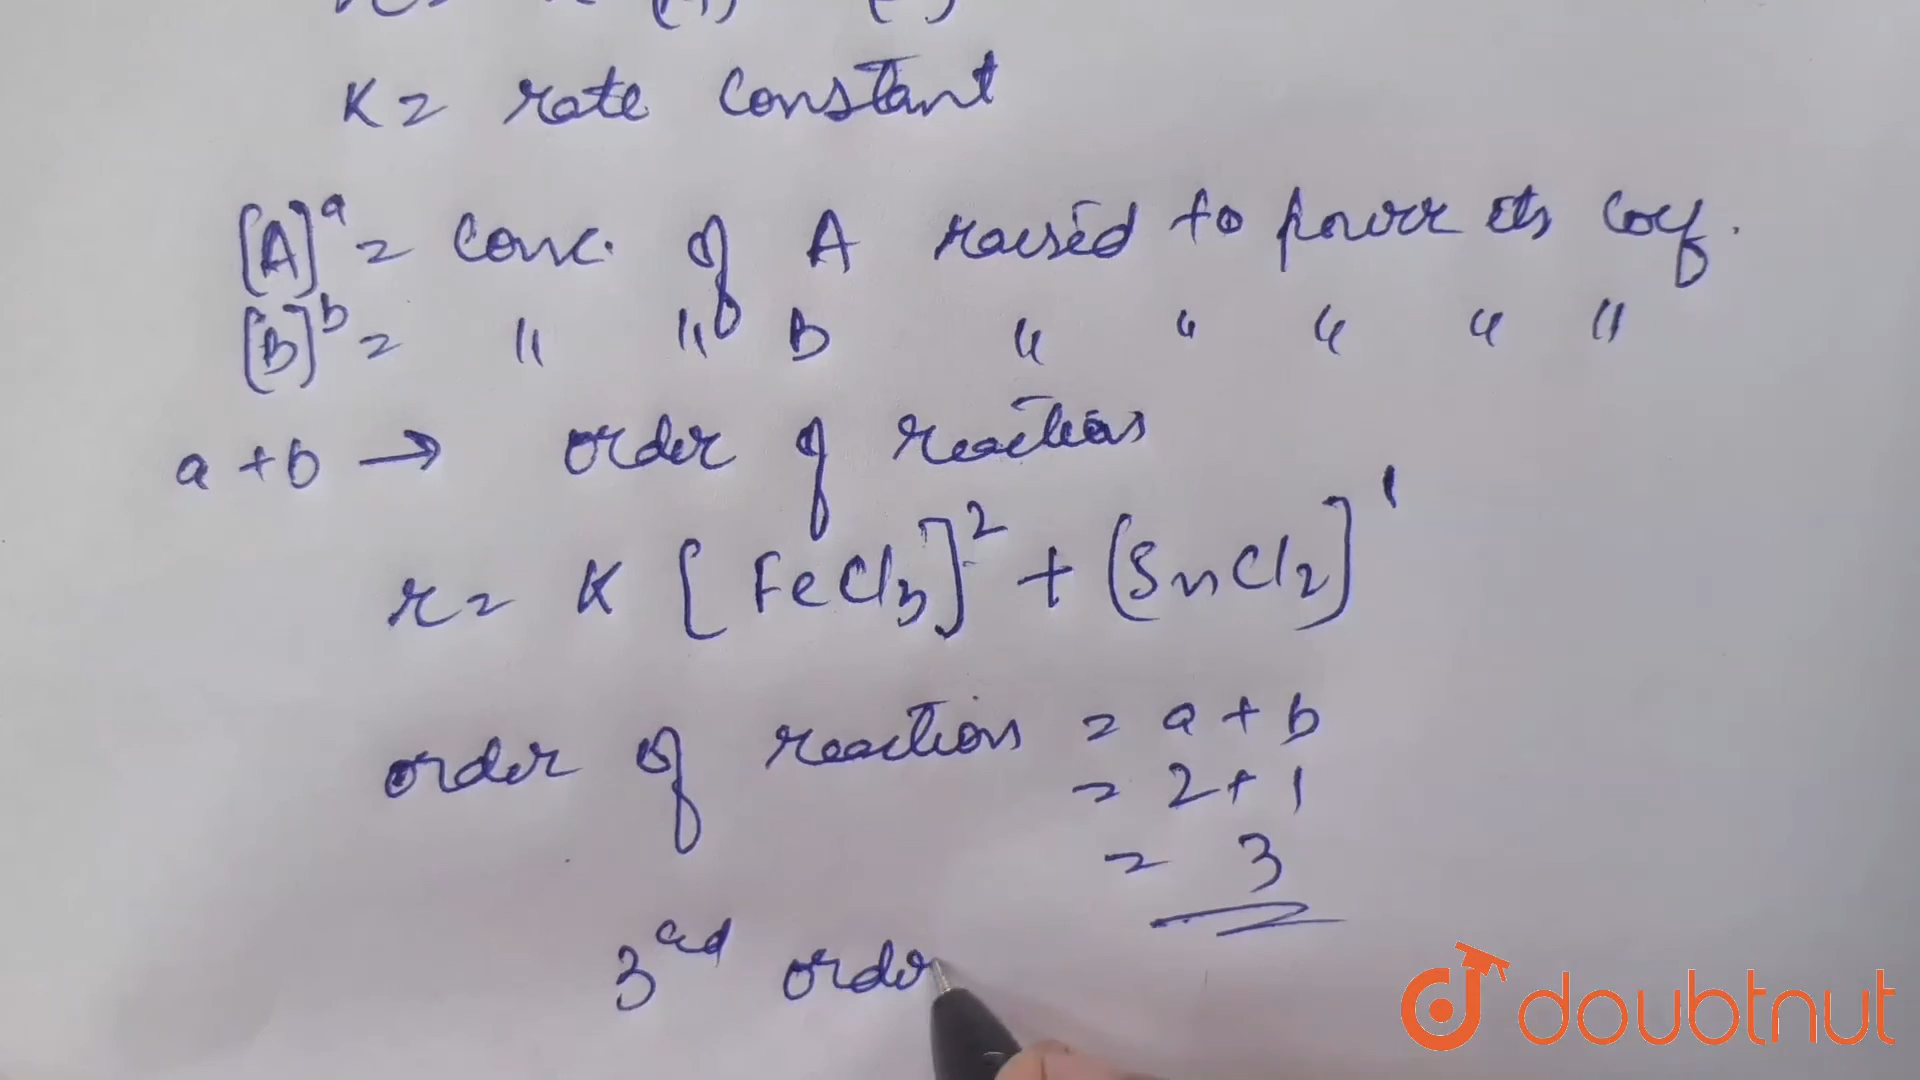 K = rate constant
[A]^a = conc. of A raised to power its coef.
[B]^b = " " B " " " " "
a + b → order of reaction
r = K [FeCl3]^2 + [SnCl2]^1
order of reaction = a + b
= 2 + 1
= 3
3rd order
doubtnut